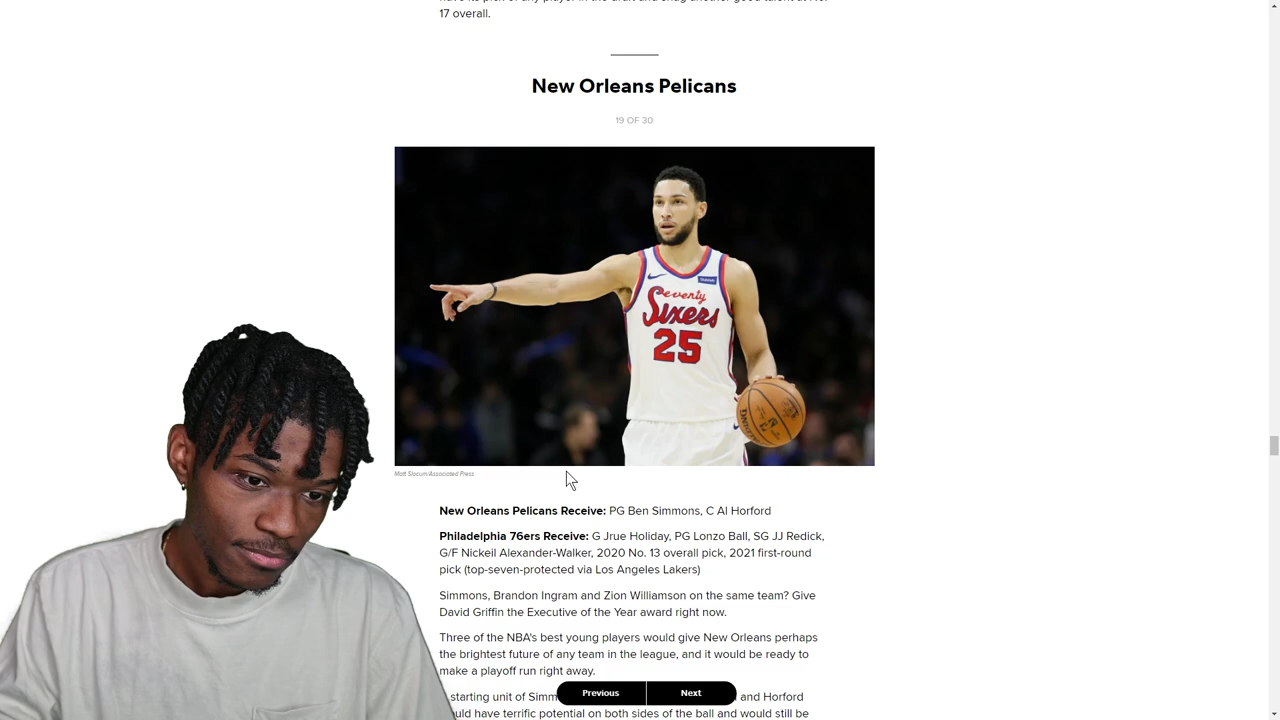 17 overall.
New Orleans Pelicans
19 OF 30
Seventy
Sixers
25
Matt Slocum/Associated Press
New Orleans Pelicans Receive: PG Ben Simmons, C Al Horford
Philadelphia 76ers Receive: G Jrue Holiday, PG Lonzo Ball, SG JJ Redick,
G/F Nickeil Alexander-Walker, 2020 No. 13 overall pick, 2021 first-round
pick (top-seven-protected via Los Angeles Lakers)
Simmons, Brandon Ingram and Zion Williamson on the same team? Give
David Griffin the Executive of the Year award right now.
Three of the NBA's best young players would give New Orleans perhaps
the brightest future of any team in the league, and it would be ready to
make a playoff run right away.
starting unit of and Horford
have terrific potential on both sides of the ball and would still be
Previous
Next